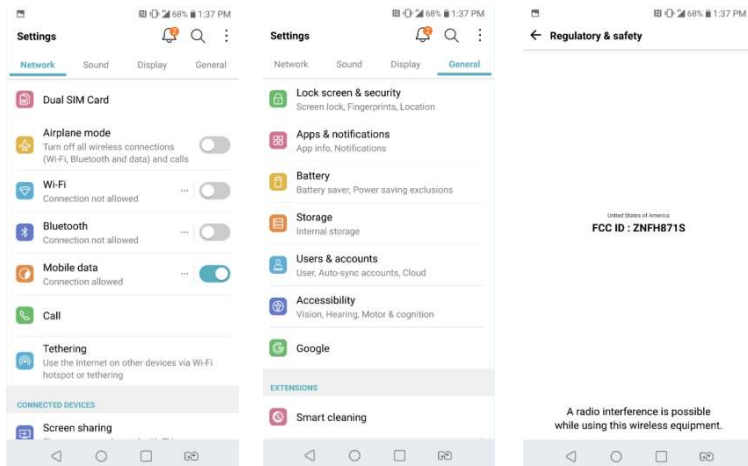 68% 1:37 PM
Settings
2
Network Sound Display General
Dual SIM Card
Airplane mode
Turn off all wireless connections
(Wi-Fi, Bluetooth and data) and calls
Wi-Fi
Connection not allowed
Bluetooth
Connection not allowed
Mobile data
Connection allowed
Call
Tethering
Use the Internet on other devices via Wi-Fi
hotspot or tethering
CONNECTED DEVICES
Screen sharing
68% 1:37 PM
Settings
2
Network Sound Display General
Lock screen & security
Screen lock, Fingerprints, Location
Apps & notifications
App info, Notifications
Battery
Battery saver, Power saving exclusions
Storage
Internal storage
Users & accounts
User, Auto-sync accounts, Cloud
Accessibility
Vision, Hearing, Motor & cognition
Google
EXTENSIONS
Smart cleaning
68% 1:37 PM
Regulatory & safety
United States of America
FCC ID : ZNFH871S
A radio interference is possible
while using this wireless equipment.